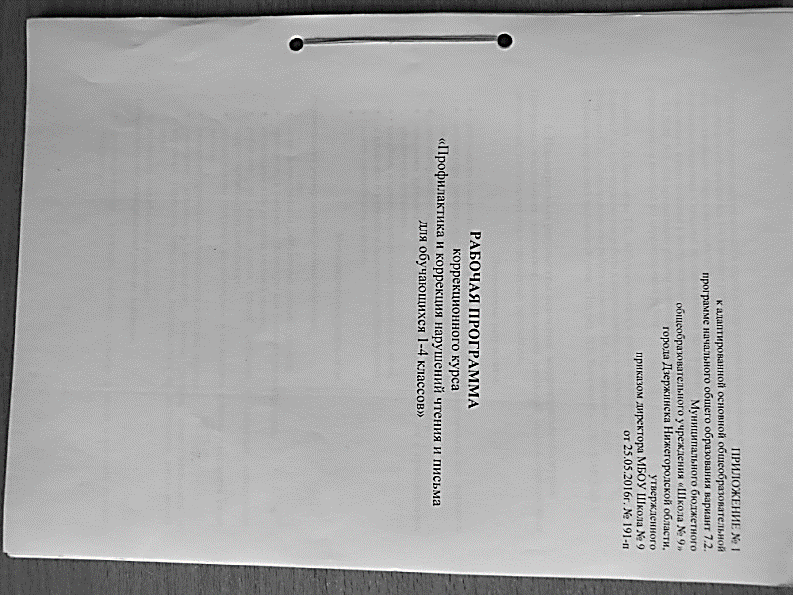 ПРИЛОЖЕНИЕ № 1
к адаптированной основной общеобразовательной
программе начального общего образования вариант 7.2.
Муниципального бюджетного
общеобразовательного учреждения «Школа № 9»
города Дзержинска Нижегородской области,
утвержденного
приказом директора МБОУ Школа № 9
от 25.05.2016г. № 191-п
РАБОЧАЯ ПРОГРАММА
коррекционного курса
«Профилактика и коррекция нарушений чтения и письма
для обучающихся 1-4 классов»